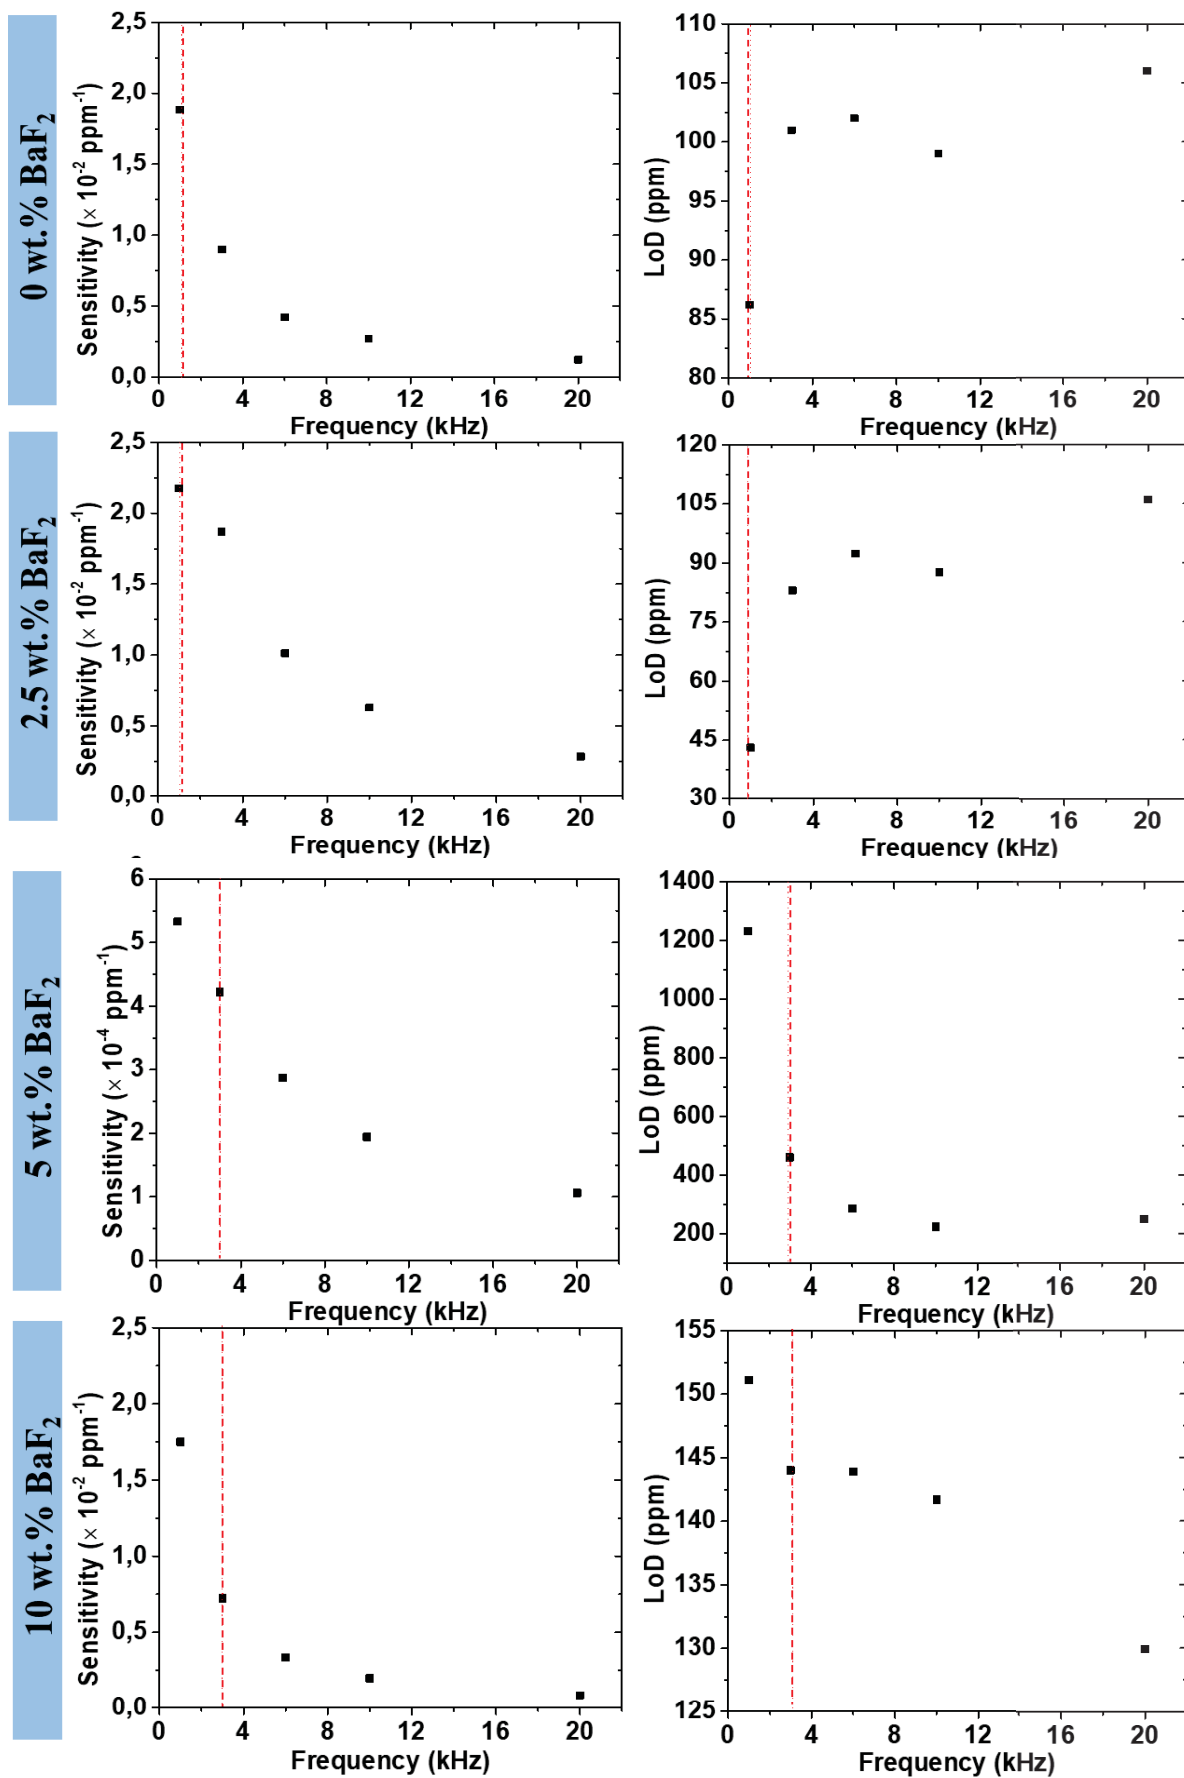 0 wt.% BaF2
Sensitivity (× 10-2 ppm-1)
2,5
2,0
1,5
1,0
0,5
0,0
0 4 8 12 16 20
Frequency (kHz)
LoD (ppm)
110
105
100
95
90
85
80
0 4 8 12 16 20
Frequency (kHz)
2.5 wt.% BaF2
Sensitivity (× 10-2 ppm-1)
2,5
2,0
1,5
1,0
0,5
0,0
0 4 8 12 16 20
Frequency (kHz)
LoD (ppm)
120
105
90
75
60
45
30
0 4 8 12 16 20
Frequency (kHz)
5 wt.% BaF2
Sensitivity (× 10-4 ppm-1)
6
5
4
3
2
1
0
0 4 8 12 16 20
Frequency (kHz)
LoD (ppm)
1400
1200
1000
800
600
400
200
0 4 8 12 16 20
Frequency (kHz)
10 wt.% BaF2
Sensitivity (× 10-2 ppm-1)
2,5
2,0
1,5
1,0
0,5
0,0
0 4 8 12 16 20
Frequency (kHz)
LoD (ppm)
155
150
145
140
135
130
125
0 4 8 12 16 20
Frequency (kHz)